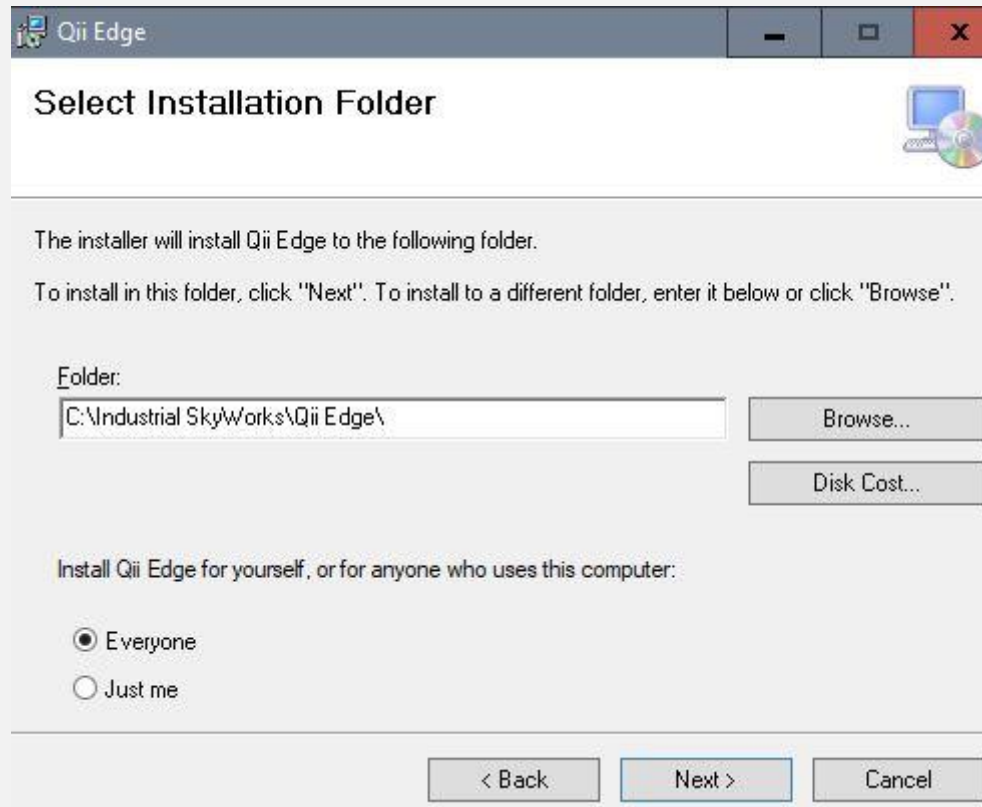 Qii Edge
Select Installation Folder
The installer will install Qii Edge to the following folder.
To install in this folder, click "Next". To install to a different folder, enter it below or click "Browse".
Folder:
C:\Industrial SkyWorks\Qii Edge\
Browse...
Disk Cost...
Install Qii Edge for yourself, or for anyone who uses this computer:
Everyone
Just me
< Back
Next >
Cancel